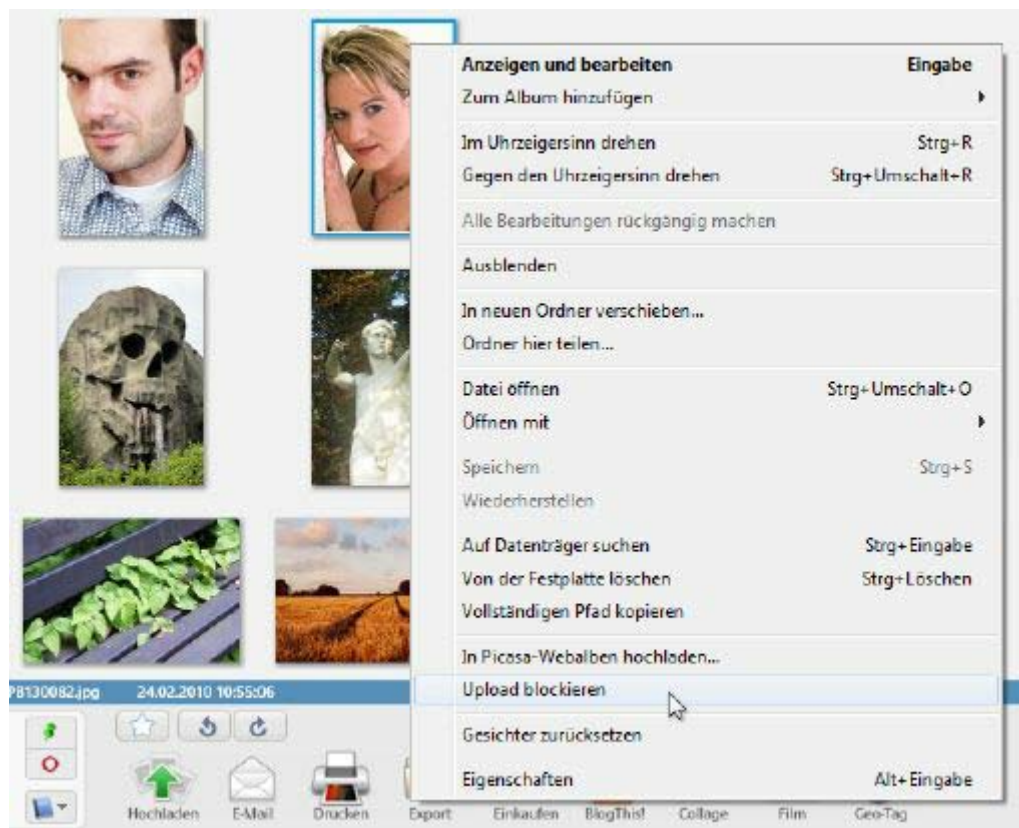 Anzeigen und bearbeiten Eingabe
Zum Album hinzufügen
Im Uhrzeigersinn drehen Strg+R
Gegen den Uhrzeigersinn drehen Strg+Umschalt+R
Alle Bearbeitungen rückgängig machen
Ausblenden
In neuen Ordner verschieben...
Ordner hier teilen...
Datei öffnen Strg+Umschalt+O
Öffnen mit
Speichern Strg+S
Wiederherstellen
Auf Datenträger suchen Strg+Eingabe
Von der Festplatte löschen Strg+Löschen
Vollständigen Pfad kopieren
In Picasa-Webalben hochladen...
Upload blockieren
P8130082.jpg 24.02.2010 10:55:06
Gesichter zurücksetzen
Eigenschaften Alt+Eingabe
Hochladen E-Mail Drucken Export Einkaufen BlogThis! Collage Film Geo-Tag